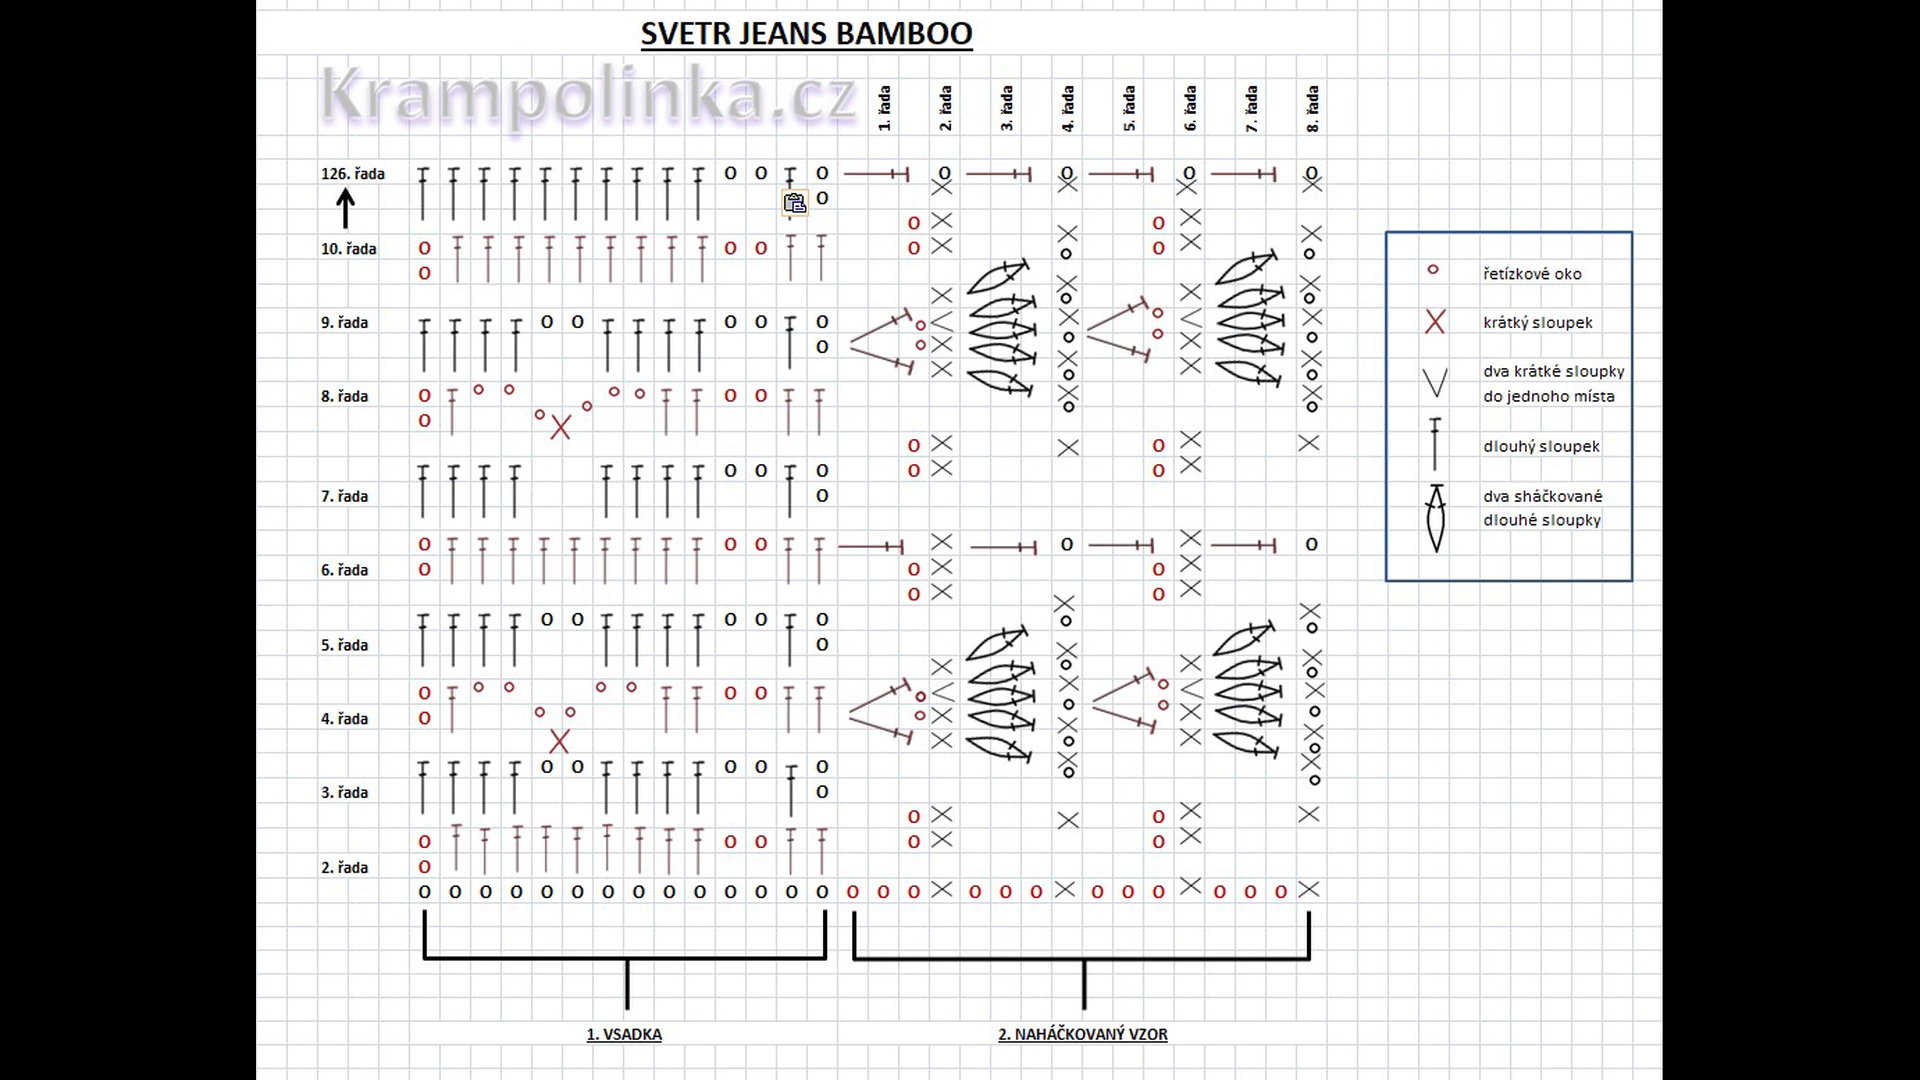 SVETR JEANS BAMBOO
Krampolinka.cz
1. řada
2. řada
3. řada
4. řada
5. řada
6. řada
7. řada
8. řada
126. řada
10. řada
9. řada
8. řada
7. řada
6. řada
5. řada
4. řada
3. řada
2. řada
řetízkové oko
krátký sloupek
dva krátké sloupky
do jednoho místa
dlouhý sloupek
dva sháčkované
dlouhé sloupky
1. VSADKA
2. NAHÁČKOVANÝ VZOR